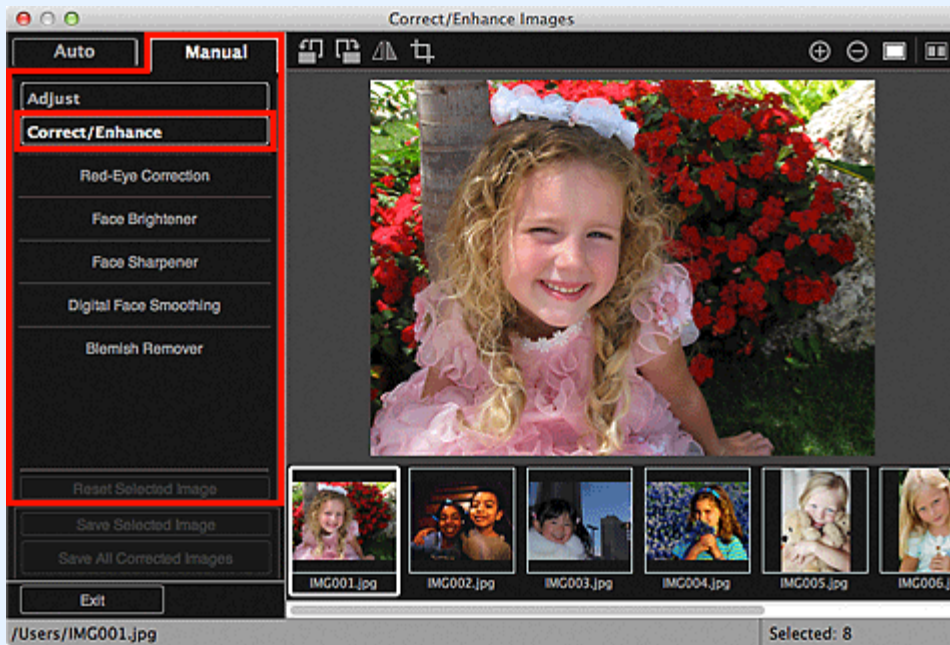 Correct/Enhance Images
Auto
Manual
Adjust
Correct/Enhance
Red-Eye Correction
Face Brightener
Face Sharpener
Digital Face Smoothing
Blemish Remover
Reset Selected Image
Save Selected Image
Save All Corrected Images
Exit
IMG001.jpg
IMG002.jpg
IMG003.jpg
IMG004.jpg
IMG005.jpg
IMG006.j
/Users/IMG001.jpg
Selected: 8